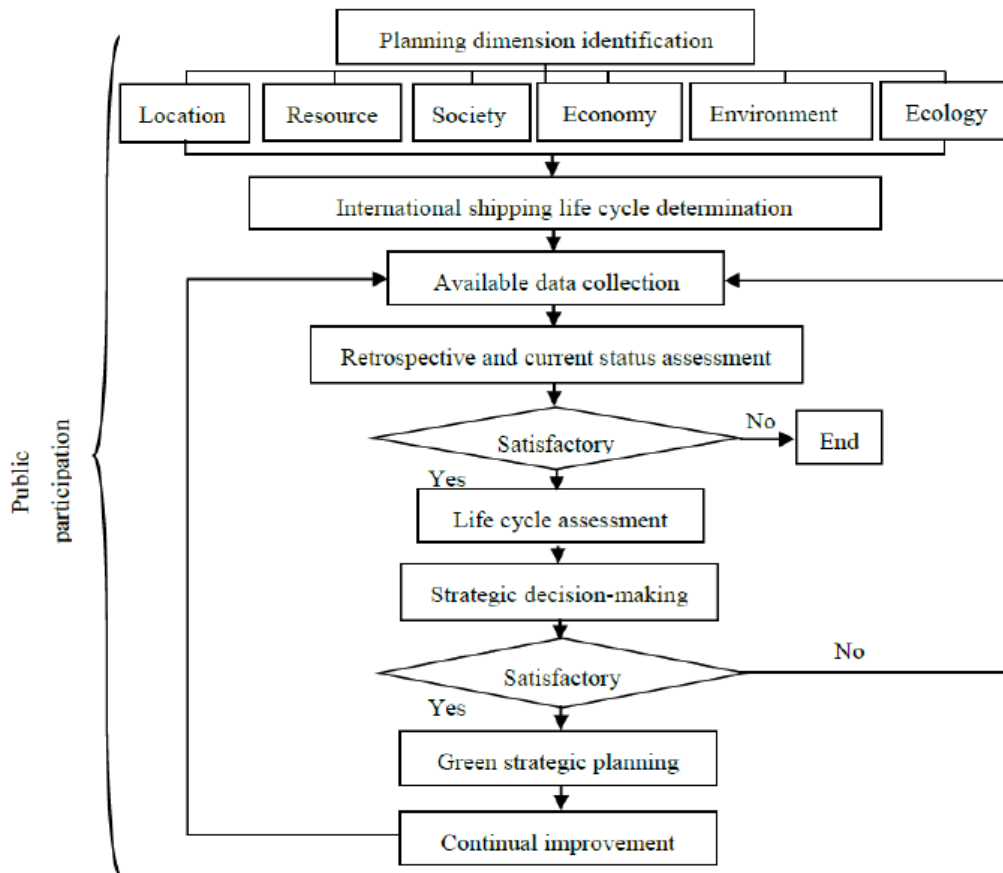 Planning dimension identification
Location
Resource
Society
Economy
Environment
Ecology
International shipping life cycle determination
Available data collection
Retrospective and current status assessment
Satisfactory
No
End
Yes
Life cycle assessment
Strategic decision-making
Satisfactory
No
Yes
Green strategic planning
Continual improvement
Public
participation